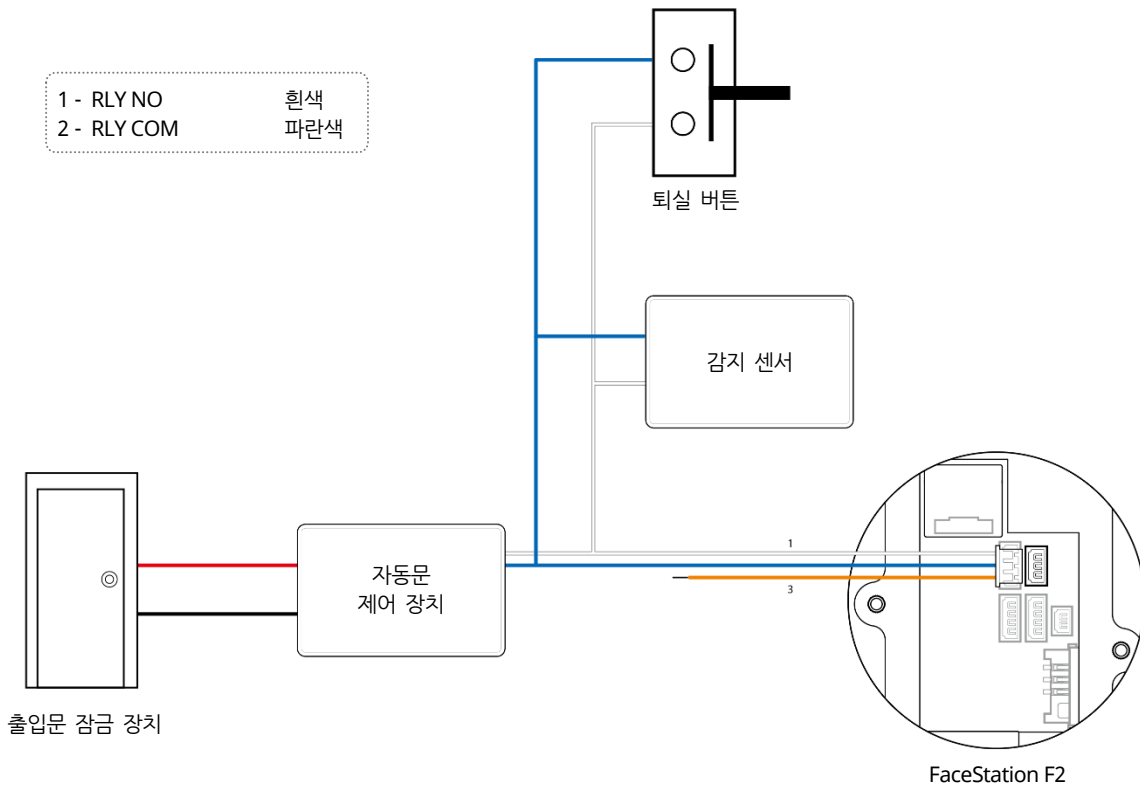 1 - RLY NO 흰색
2 - RLY COM 파란색
퇴실 버튼
감지 센서
1
자동문
제어 장치
3
출입문 잠금 장치
FaceStation F2